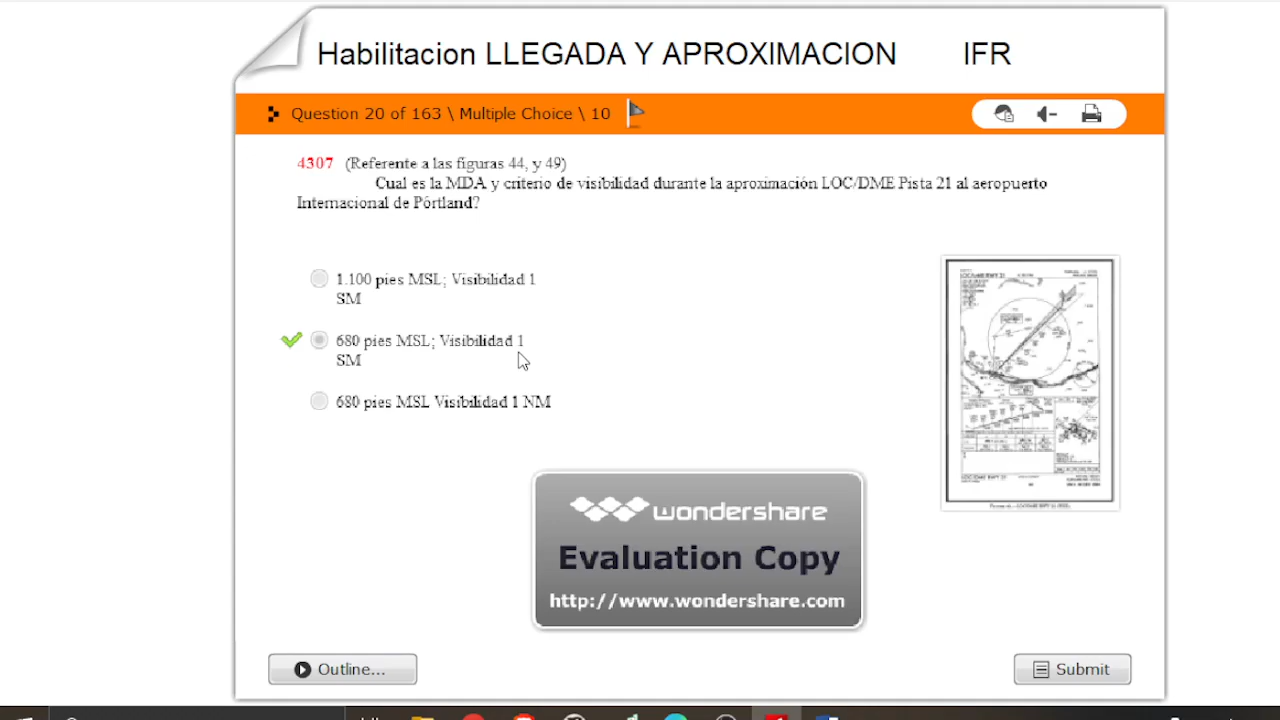 Habilitacion LLEGADA Y APROXIMACION IFR
Question 20 of 163 \ Multiple Choice \ 10
4307 (Referente a las figuras 44, y 49)
Cual es la MDA y criterio de visibilidad durante la aproximación LOC/DME Pista 21 al aeropuerto
Internacional de Pórtland?
1.100 pies MSL; Visibilidad 1
SM
680 pies MSL; Visibilidad 1
SM
680 pies MSL Visibilidad 1 NM
wondershare
Evaluation Copy
http://www.wondershare.com
Outline...
Submit